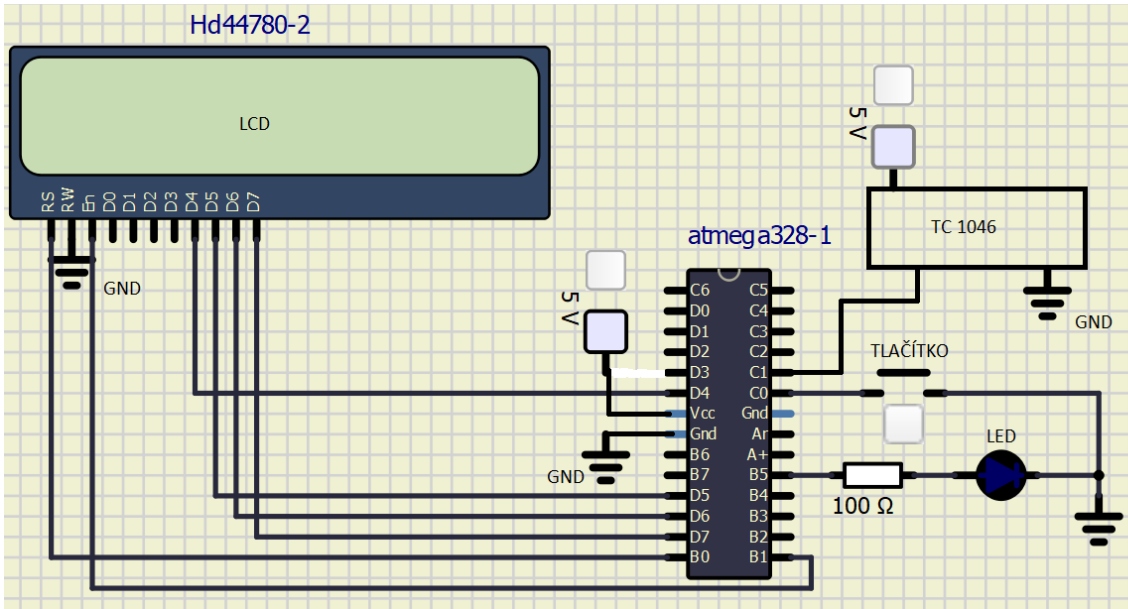 Hd44780-2
LCD
RS RW En D0 D1 D2 D3 D4 D5 D6 D7
GND
5 V
5 V
TC 1046
GND
atmega328-1
C6 C5
D0 C4
D1 C3
D2 C2
D3 C1
D4 C0
Vcc Gnd
Gnd Ar
B6 A+
B7 B5
D5 B4
D6 B3
D7 B2
B0 B1
GND
TLAČÍTKO
LED
100 Ω